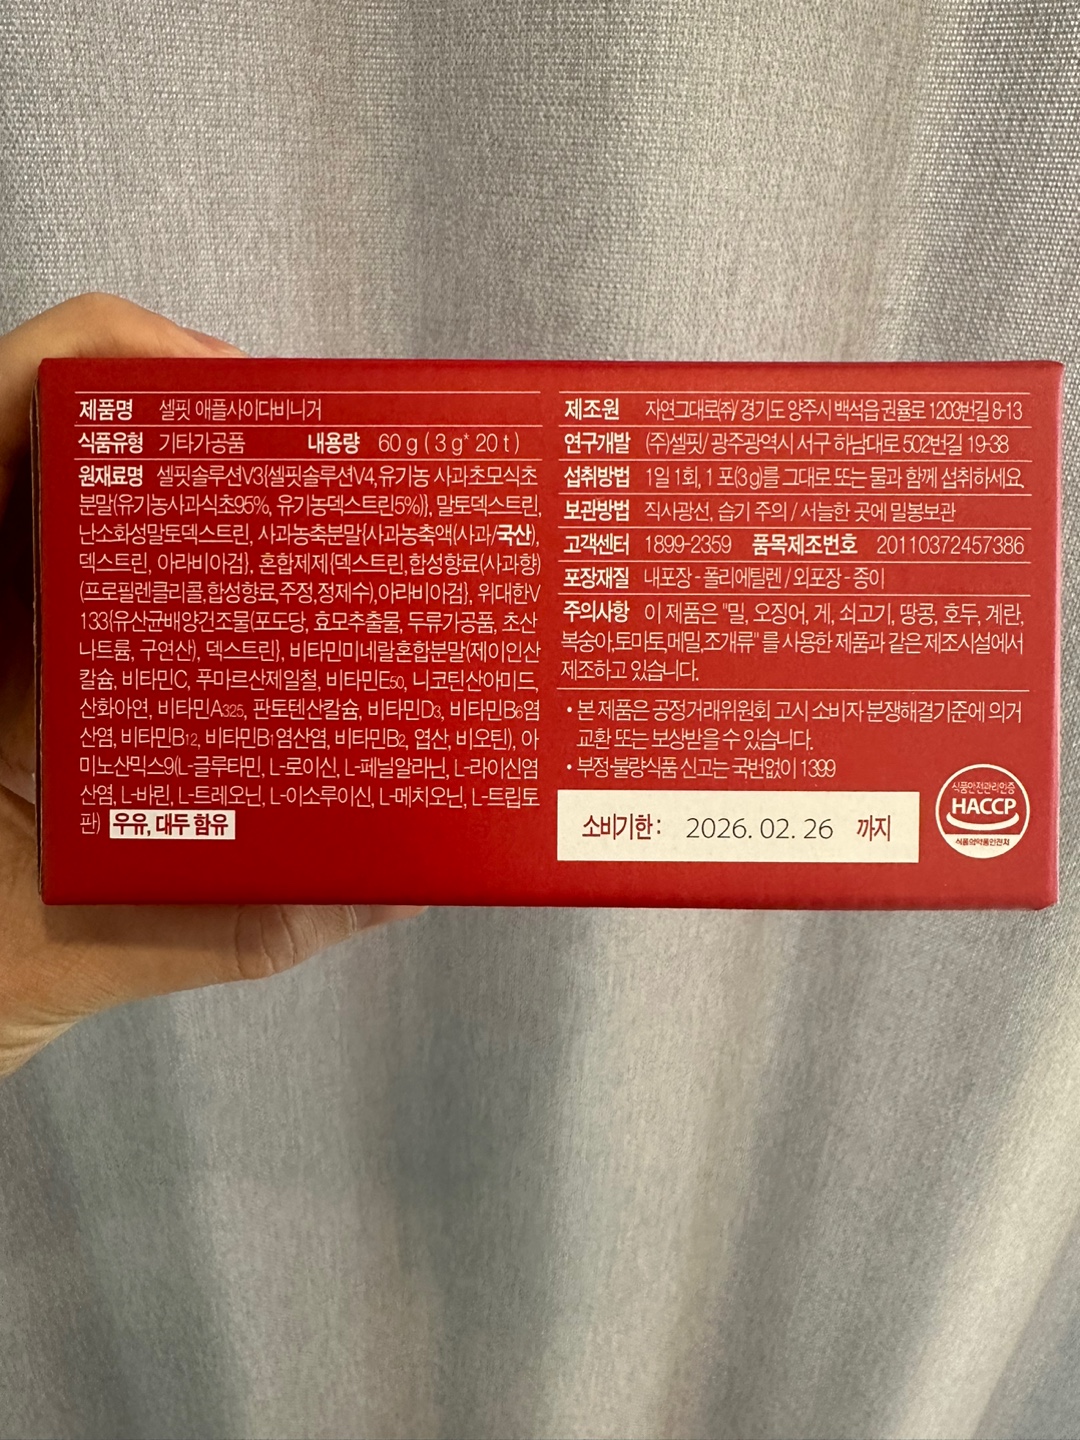 제품명 셀핏 애플사이다비니거
식품유형 기타가공품 내용량 60 g ( 3 g* 20 t )
원재료명 셀핏솔루션V3{셀핏솔루션V4,유기농 사과초모식초
분말(유기농사과식초95%, 유기농덱스트린5%)}, 말토덱스트린,
난소화성말토덱스트린, 사과농축분말{사과농축액(사과/국산),
덱스트린, 아라비아검}, 혼합제제{덱스트린,합성향료(사과향)
(프로필렌클리콜,합성향료,주정,정제수),아라비아검}, 위대한V
133{유산균배양건조물(포도당, 효모추출물, 두류가공품, 초산
나트륨, 구연산), 덱스트린}, 비타민미네랄혼합분말(제이인산
칼슘, 비타민C, 푸마르산제일철, 비타민E50, 니코틴산아미드,
산화아연, 비타민A325, 판토텐산칼슘, 비타민D3, 비타민B6염
산염, 비타민B12, 비타민B1염산염, 비타민B2, 엽산, 비오틴), 아
미노산믹스9(L-글루타민, L-로이신, L-페닐알라닌, L-라이신염
산염, L-바린, L-트레오닌, L-이소루이신, L-메치오닌, L-트립토
판) 우유, 대두 함유
제조원 자연그대로(주)/ 경기도 양주시 백석읍 권율로 1203번길 8-13
연구개발 (주)셀핏/ 광주광역시 서구 하남대로 502번길 19-38
섭취방법 1일 1회, 1 포(3g)를 그대로 또는 물과 함께 섭취하세요.
보관방법 직사광선, 습기 주의 / 서늘한 곳에 밀봉보관
고객센터 1899-2359 품목제조번호 20110372457386
포장재질 내포장 - 폴리에틸렌 / 외포장 - 종이
주의사항 이 제품은 "밀, 오징어, 게, 쇠고기, 땅콩, 호두, 계란,
복숭아,토마토,메밀,조개류" 를 사용한 제품과 같은 제조시설에서
제조하고 있습니다.
• 본 제품은 공정거래위원회 고시 소비자 분쟁해결기준에 의거
교환 또는 보상받을 수 있습니다.
• 부정·불량식품 신고는 국번없이 1399
소비기한 : 2026. 02. 26 까지
식품안전관리인증
HACCP
식품의약품안전처